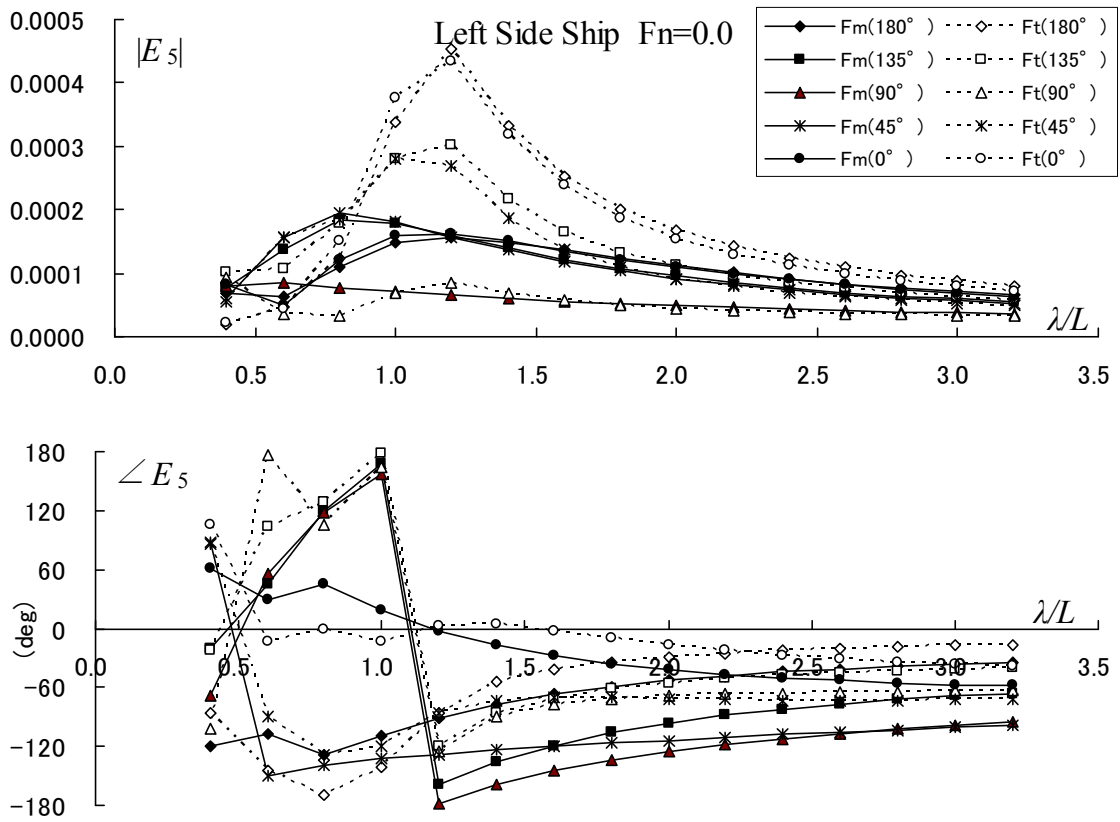 Left Side Ship Fn=0.0
|E 5|
0.0005
0.0004
0.0003
0.0002
0.0001
0.0000
Fm(180° )
Ft(180° )
Fm(135° )
Ft(135° )
Fm(90° )
Ft(90° )
Fm(45° )
Ft(45° )
Fm(0° )
Ft(0° )
λ/L
0.0 0.5 1.0 1.5 2.0 2.5 3.0 3.5
∠E 5
180
120
60
0
-60
-120
-180
(deg)
λ/L
0.0 0.5 1.0 1.5 2.0 2.5 3.0 3.5